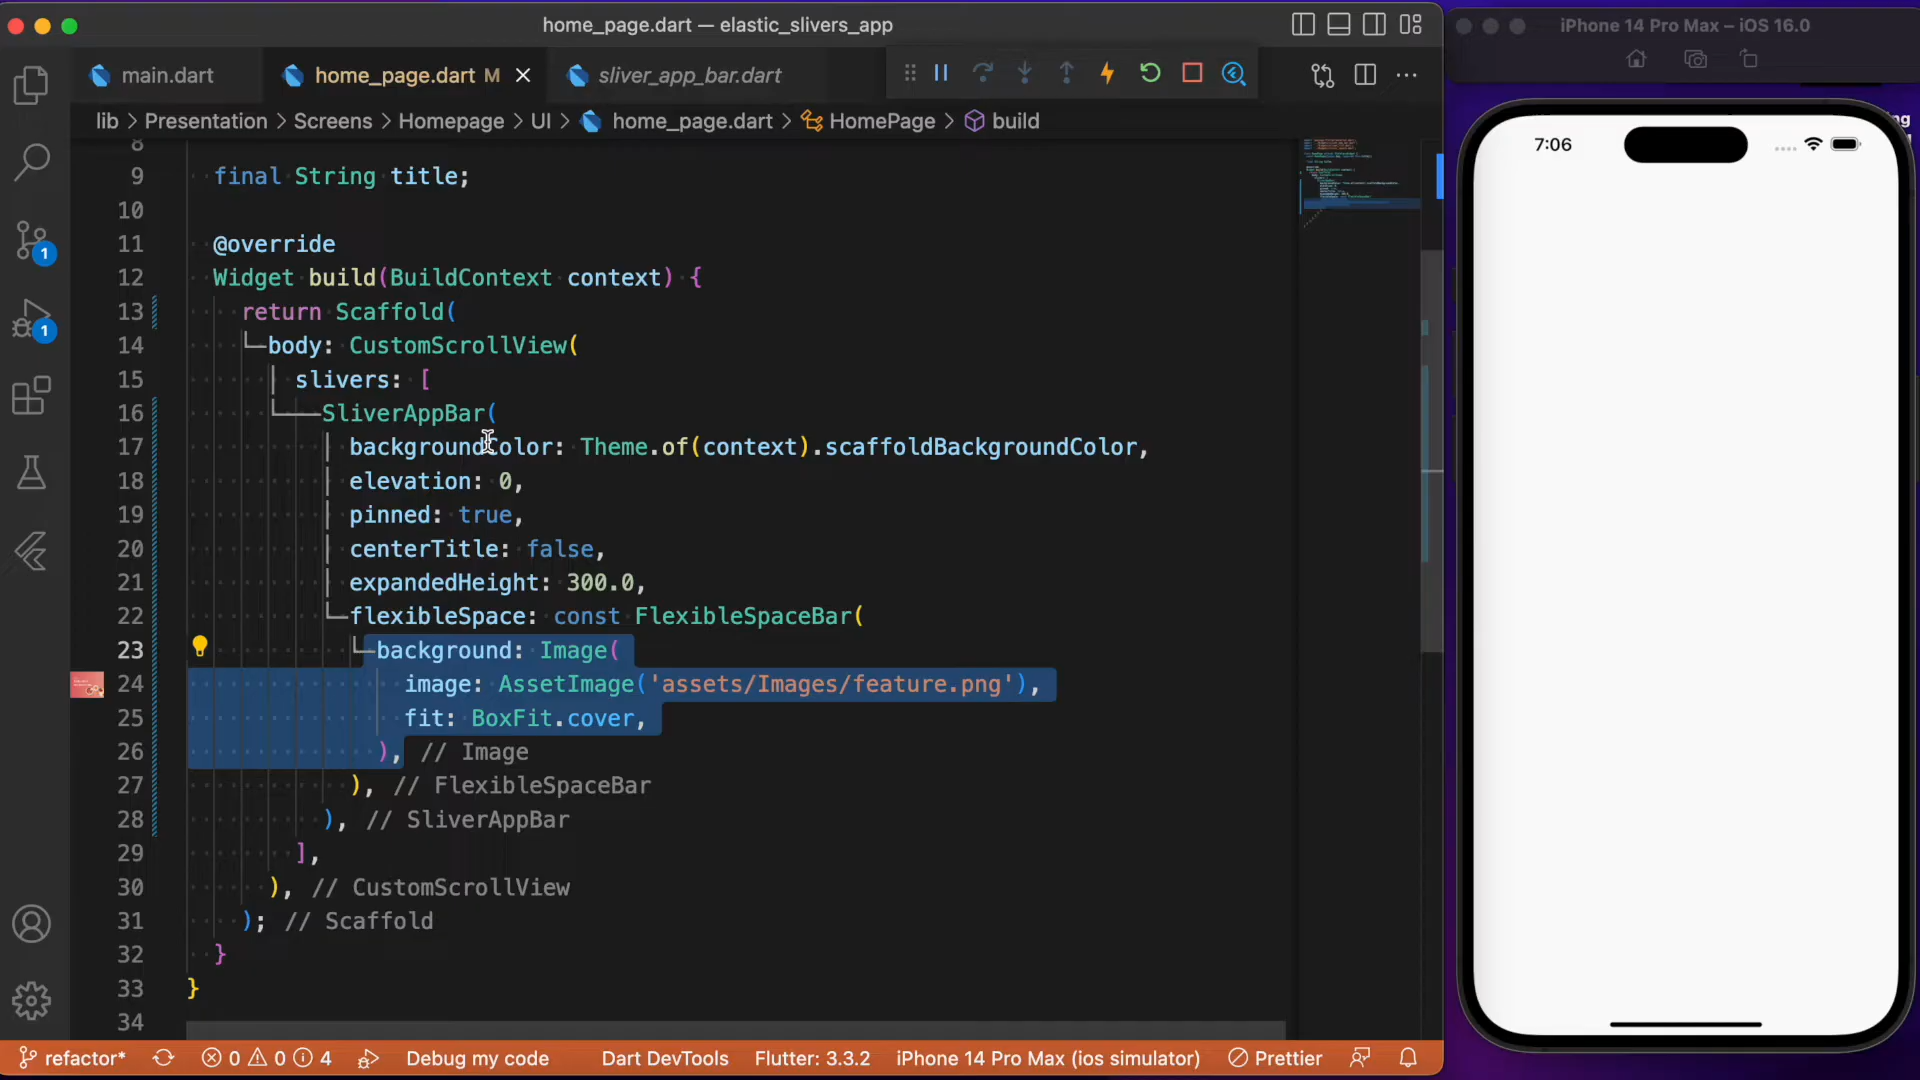 home_page.dart — elastic_slivers_app
iPhone 14 Pro Max – iOS 16.0
main.dart
home_page.dart M
sliver_app_bar.dart
lib > Presentation > Screens > Homepage > UI > home_page.dart > HomePage > build
8
9 final String title;
10
11 @override
12 Widget build(BuildContext context) {
13 return Scaffold(
14 body: CustomScrollView(
15 slivers: [
16 SliverAppBar(
17 backgroundColor: Theme.of(context).scaffoldBackgroundColor,
18 elevation: 0,
19 pinned: true,
20 centerTitle: false,
21 expandedHeight: 300.0,
22 flexibleSpace: const FlexibleSpaceBar(
23 background: Image(
24 image: AssetImage('assets/Images/feature.png'),
25 fit: BoxFit.cover,
26 ), // Image
27 ), // FlexibleSpaceBar
28 ), // SliverAppBar
29 ],
30 ), // CustomScrollView
31 ); // Scaffold
32 }
33 }
34
1
1
7:06
ng
refactor* 0 0 4 Debug my code Dart DevTools Flutter: 3.3.2 iPhone 14 Pro Max (ios simulator) Prettier